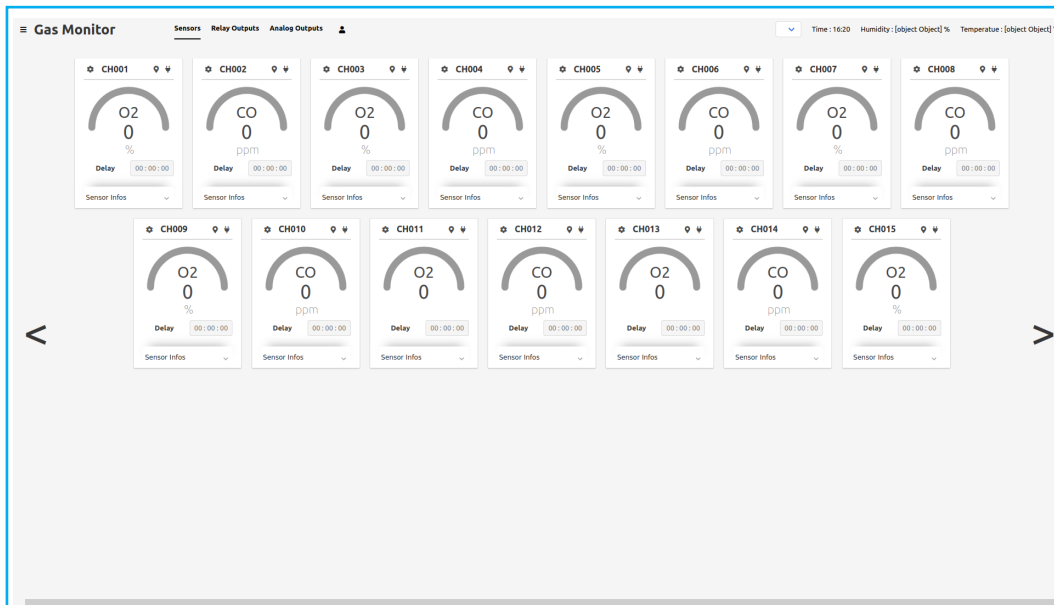 ≡ Gas Monitor Sensors Relay Outputs Analog Outputs Time : 16:20 Humidity : [object Object] % Temperatue : [object Object]
CH001 CH002 CH003 CH004 CH005 CH006 CH007 CH008
O2 CO O2 CO O2 CO O2 CO
0 0 0 0 0 0 0 0
% ppm % ppm % ppm % ppm
Delay 00 : 00 : 00 Delay 00 : 00 : 00 Delay 00 : 00 : 00 Delay 00 : 00 : 00 Delay 00 : 00 : 00 Delay 00 : 00 : 00 Delay 00 : 00 : 00 Delay 00 : 00 : 00
Sensor Infos Sensor Infos Sensor Infos Sensor Infos Sensor Infos Sensor Infos Sensor Infos Sensor Infos
CH009 CH010 CH011 CH012 CH013 CH014 CH015
O2 CO O2 CO O2 CO O2
0 0 0 0 0 0 0
% ppm ppm ppm %
Delay 00 : 00 : 00 Delay 00 : 00 : 00 Delay 00 : 00 : 00 Delay 00 : 00 : 00 Delay 00 : 00 : 00 Delay 00 : 00 : 00 Delay 00 : 00 : 00
< >
Sensor Infos Sensor Infos Sensor Infos Sensor Infos Sensor Infos Sensor Infos Sensor Infos